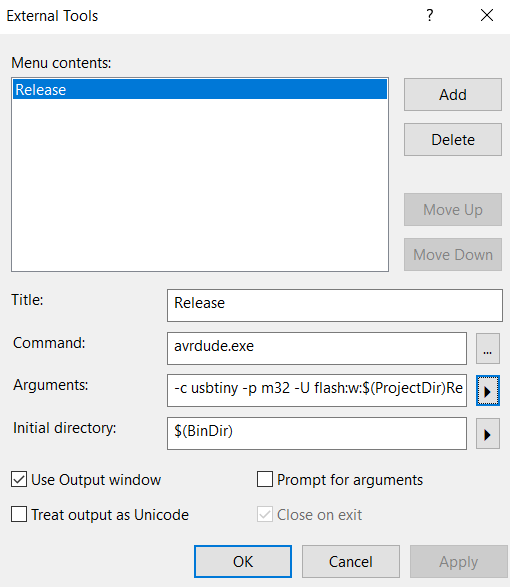 External Tools
?
Menu contents:
Release
Add
Delete
Move Up
Move Down
Title:
Release
Command:
avrdude.exe
...
Arguments:
-c usbtiny -p m32 -U flash:w:$(ProjectDir)Re
Initial directory:
$(BinDir)
Use Output window
Prompt for arguments
Treat output as Unicode
Close on exit
OK
Cancel
Apply